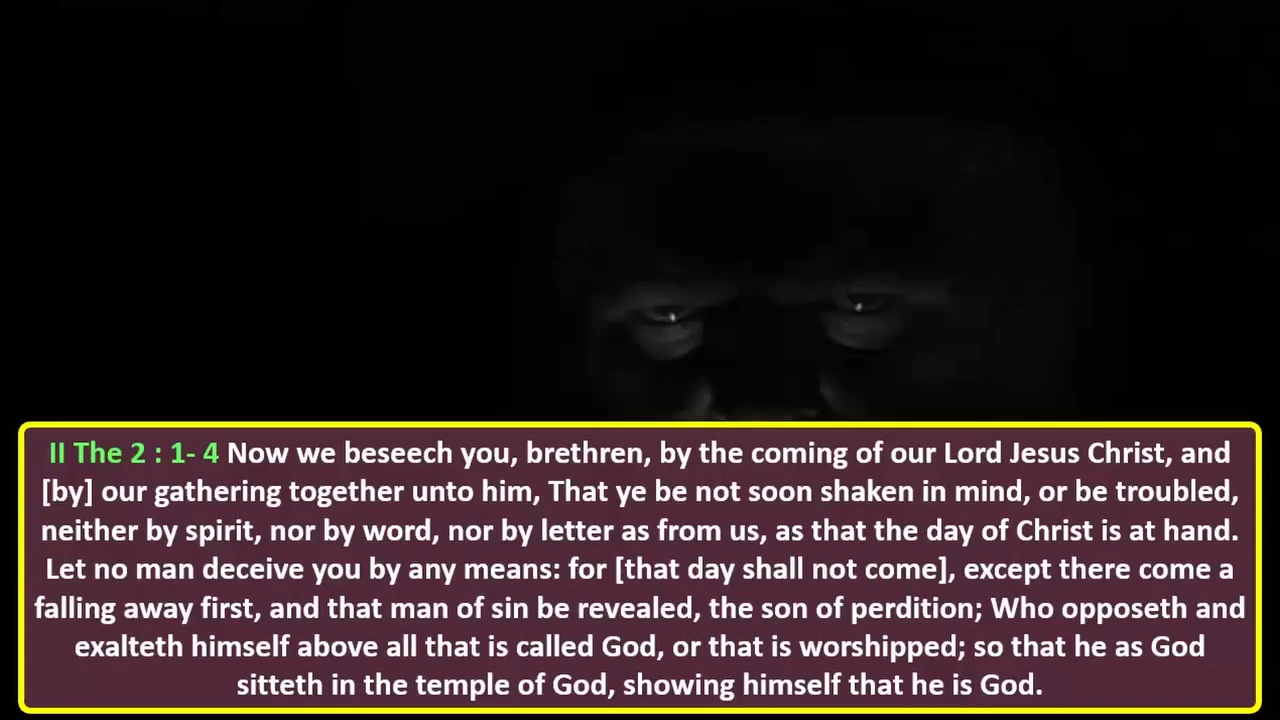 II The 2 : 1- 4 Now we beseech you, brethren, by the coming of our Lord Jesus Christ, and
[by] our gathering together unto him, That ye be not soon shaken in mind, or be troubled,
neither by spirit, nor by word, nor by letter as from us, as that the day of Christ is at hand.
Let no man deceive you by any means: for [that day shall not come], except there come a
falling away first, and that man of sin be revealed, the son of perdition; Who opposeth and
exalteth himself above all that is called God, or that is worshipped; so that he as God
sitteth in the temple of God, showing himself that he is God.